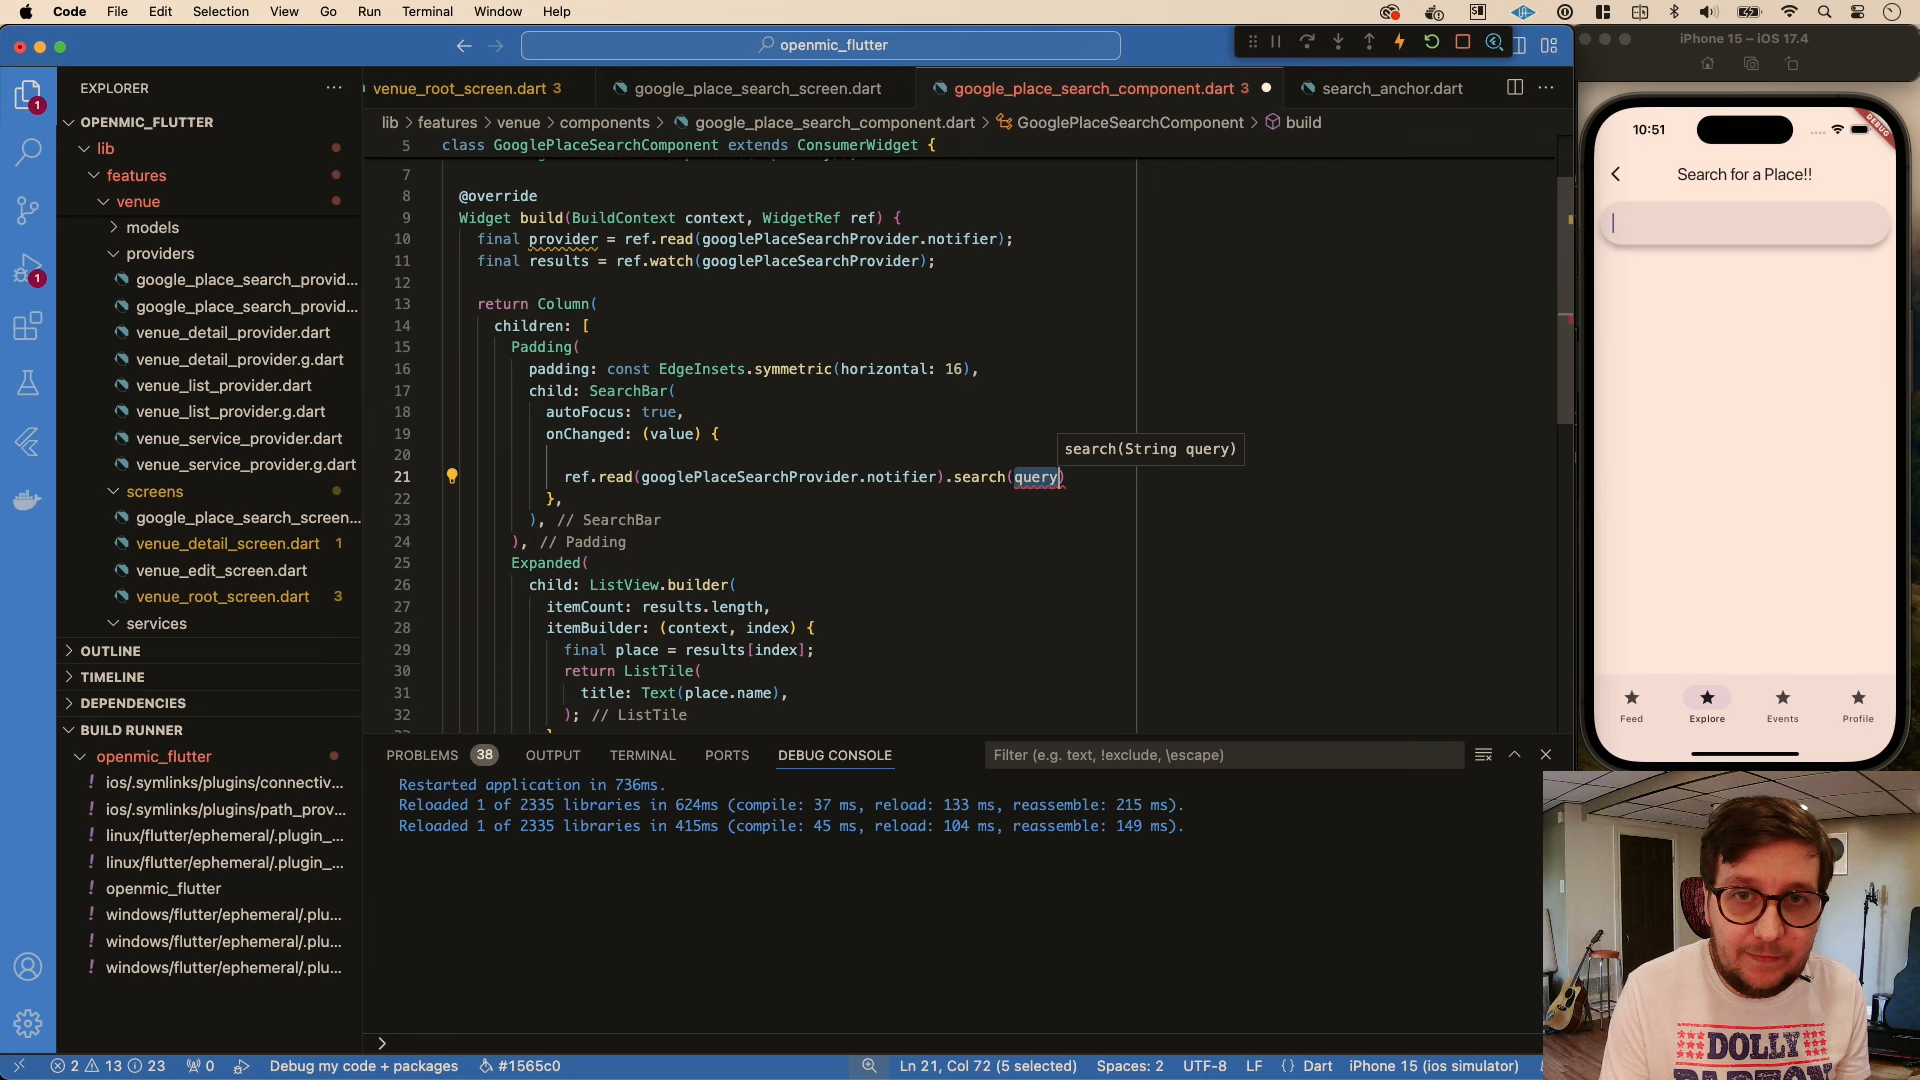 Code File Edit Selection View Go Run Terminal Window Help
openmic_flutter
iPhone 15 – iOS 17.4
EXPLORER
OPENMIC_FLUTTER
lib
features
venue
models
providers
google_place_search_provid...
google_place_search_provid...
venue_detail_provider.dart
venue_detail_provider.g.dart
venue_list_provider.dart
venue_list_provider.g.dart
venue_service_provider.dart
venue_service_provider.g.dart
screens
google_place_search_screen...
venue_detail_screen.dart 1
venue_edit_screen.dart
venue_root_screen.dart 3
services
OUTLINE
TIMELINE
DEPENDENCIES
BUILD RUNNER
openmic_flutter
! ios/.symlinks/plugins/connectiv...
! ios/.symlinks/plugins/path_prov...
! linux/flutter/ephemeral/.plugin_...
! linux/flutter/ephemeral/.plugin_...
! openmic_flutter
! windows/flutter/ephemeral/.plu...
! windows/flutter/ephemeral/.plu...
! windows/flutter/ephemeral/.plu...
1
1
venue_root_screen.dart 3 google_place_search_screen.dart google_place_search_component.dart 3 search_anchor.dart
lib > features > venue > components > google_place_search_component.dart > GooglePlaceSearchComponent > build
5 class GooglePlaceSearchComponent extends ConsumerWidget {
7
8 @override
9 Widget build(BuildContext context, WidgetRef ref) {
10 final provider = ref.read(googlePlaceSearchProvider.notifier);
11 final results = ref.watch(googlePlaceSearchProvider);
12
13 return Column(
14 children: [
15 Padding(
16 padding: const EdgeInsets.symmetric(horizontal: 16),
17 child: SearchBar(
18 autoFocus: true,
19 onChanged: (value) {
20
search(String query)
21 ref.read(googlePlaceSearchProvider.notifier).search(query)
22 },
23 ), // SearchBar
24 ), // Padding
25 Expanded(
26 child: ListView.builder(
27 itemCount: results.length,
28 itemBuilder: (context, index) {
29 final place = results[index];
30 return ListTile(
31 title: Text(place.name),
32 ); // ListTile
PROBLEMS 38 OUTPUT TERMINAL PORTS DEBUG CONSOLE
Filter (e.g. text, !exclude, \escape)
Restarted application in 736ms.
Reloaded 1 of 2335 libraries in 624ms (compile: 37 ms, reload: 133 ms, reassemble: 215 ms).
Reloaded 1 of 2335 libraries in 415ms (compile: 45 ms, reload: 104 ms, reassemble: 149 ms).
>
2 13 23 0 Debug my code + packages #1565c0
Ln 21, Col 72 (5 selected) Spaces: 2 UTF-8 LF { } Dart iPhone 15 (ios simulator)
10:51
DEBUG
Search for a Place!!
Feed Explore Events Profile
DOLLY